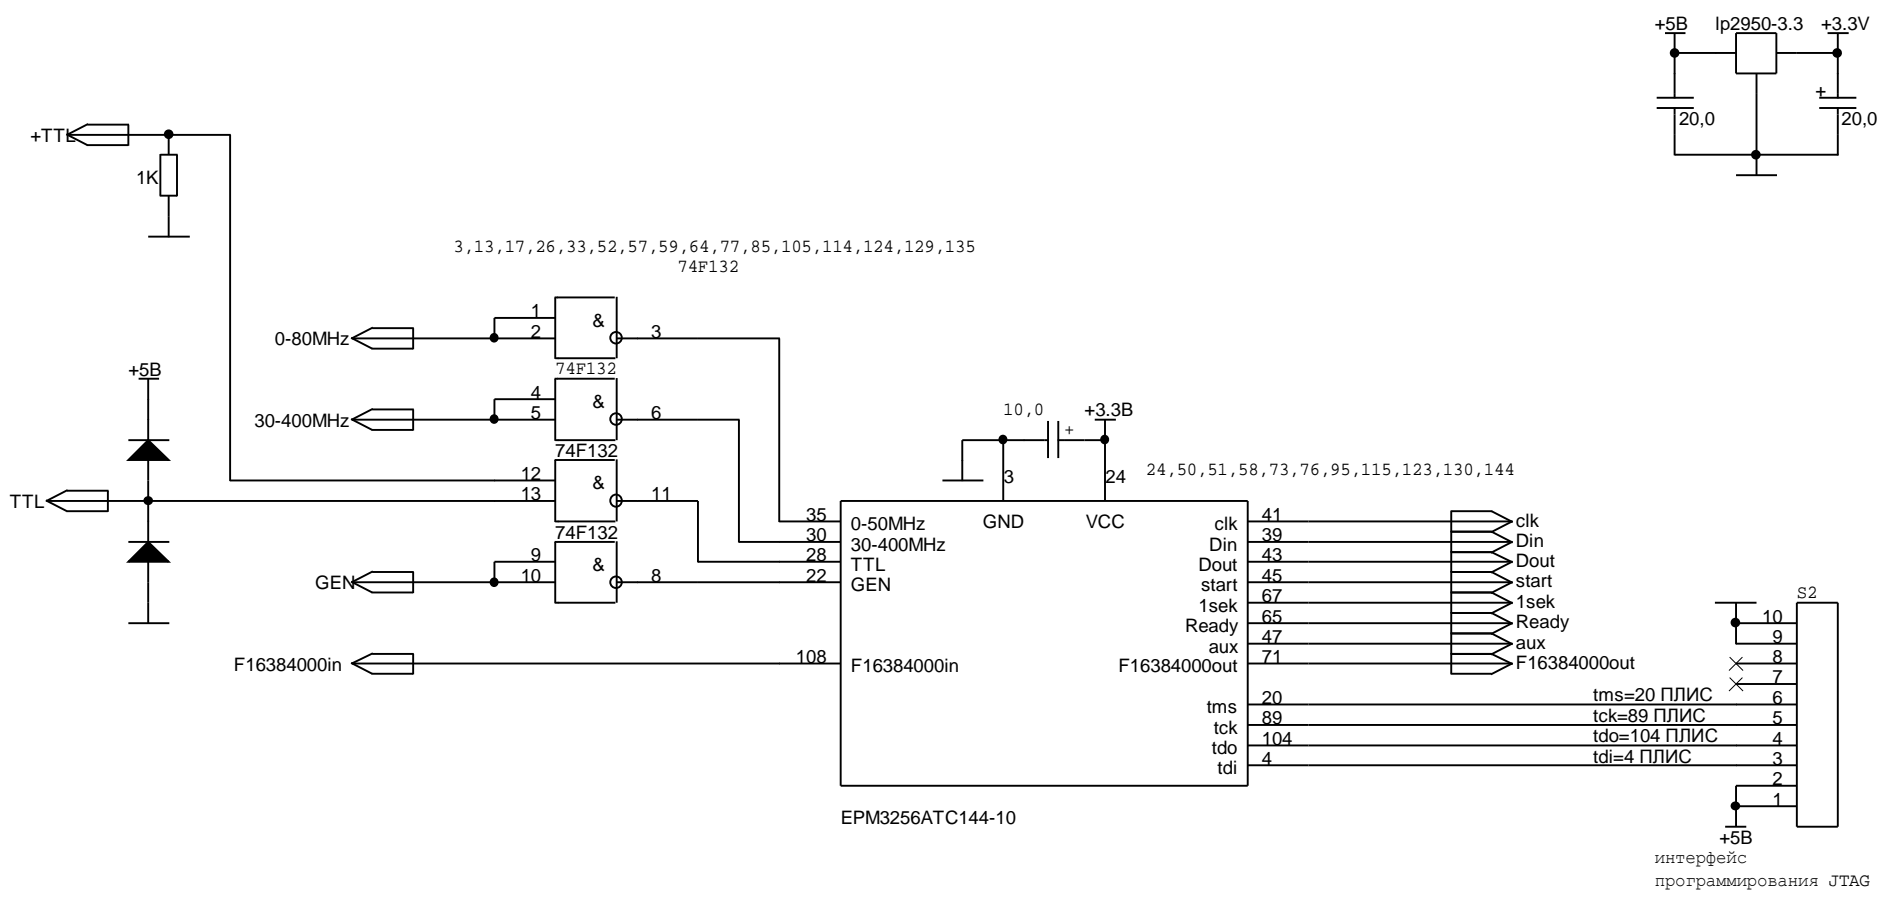 +5В lp2950-3.3 +3.3V
+
20,0 20,0
+TTL
1K
3,13,17,26,33,52,57,59,64,77,85,105,114,124,129,135
74F132
1
&
0-80MHz 2 3
74F132
+5В
4
&
30-400MHz 5 6
74F132
10,0 + +3.3В
12
&
TTL 13 11
74F132
3 24
24,50,51,58,73,76,95,115,123,130,144
9
&
GEN 10 8
GND VCC
35 0-50MHz
30 30-400MHz
28 TTL
22 GEN
108 F16384000in
F16384000in
clk 41 clk
Din 39 Din
Dout 43 Dout
start 45 start
1sek 67 1sek
Ready 65 Ready
aux 47 aux
F16384000out 71 F16384000out
tms 20 tms=20 ПЛИС
tck 89 tck=89 ПЛИС
tdo 104 tdo=104 ПЛИС
tdi 4 tdi=4 ПЛИС
S2
10
9
8
7
6
5
4
3
2
1
+5В
EPM3256ATC144-10
интерфейс
программирования JTAG